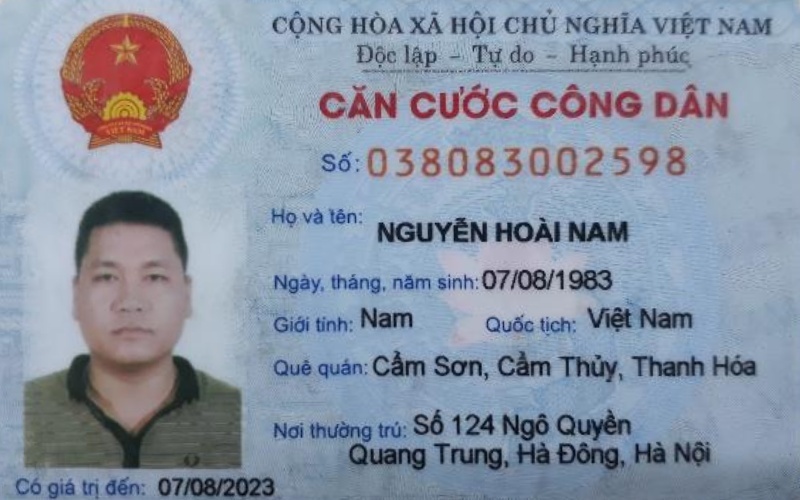 CỘNG HÒA XÃ HỘI CHỦ NGHĨA VIỆT NAM
Độc lập - Tự do - Hạnh phúc
CĂN CƯỚC CÔNG DÂN
Số: 038083002598
Họ và tên: NGUYỄN HOÀI NAM
Ngày, tháng, năm sinh: 07/08/1983
Giới tính: Nam Quốc tịch: Việt Nam
Quê quán: Cẩm Sơn, Cẩm Thủy, Thanh Hóa
Nơi thường trú: Số 124 Ngô Quyền
Quang Trung, Hà Đông, Hà Nội
Có giá trị đến: 07/08/2023
VIỆT NAM